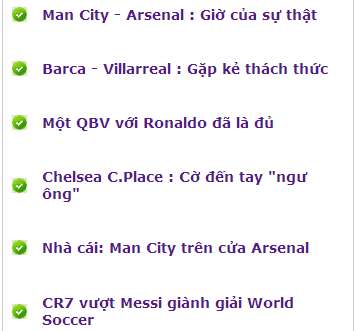 Man City - Arsenal : Giờ của sự thật
Barca - Villarreal : Gặp kẻ thách thức
Một QBV với Ronaldo đã là đủ
Chelsea C.Place : Cờ đến tay "ngư
ông"
Nhà cái: Man City trên cửa Arsenal
CR7 vượt Messi giành giải World
Soccer